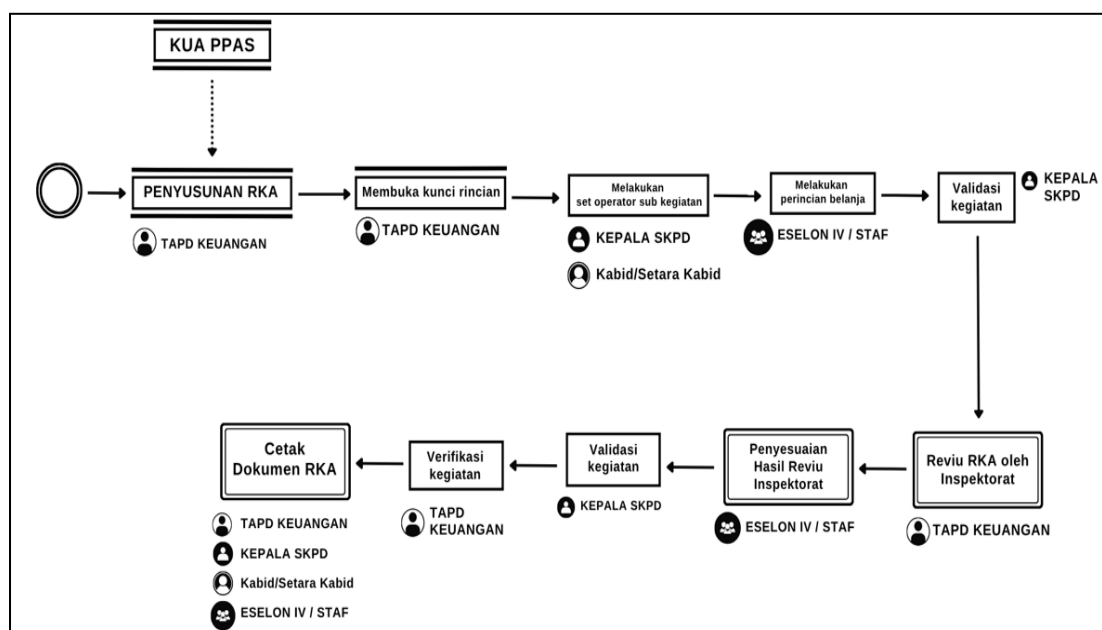 KUA PPAS
PENYUSUNAN RKA
TAPD KEUANGAN
Membuka kunci rincian
TAPD KEUANGAN
Melakukan
set operator sub kegiatan
KEPALA SKPD
Kabid/Setara Kabid
Melakukan
perincian belanja
ESELON IV / STAF
Validasi
kegiatan
KEPALA
SKPD
Reviu RKA oleh
Inspektorat
TAPD KEUANGAN
Penyesuaian
Hasil Reviu
Inspektorat
ESELON IV / STAF
Validasi
kegiatan
KEPALA SKPD
Verifikasi
kegiatan
TAPD
KEUANGAN
Cetak
Dokumen RKA
TAPD KEUANGAN
KEPALA SKPD
Kabid/Setara Kabid
ESELON IV / STAF